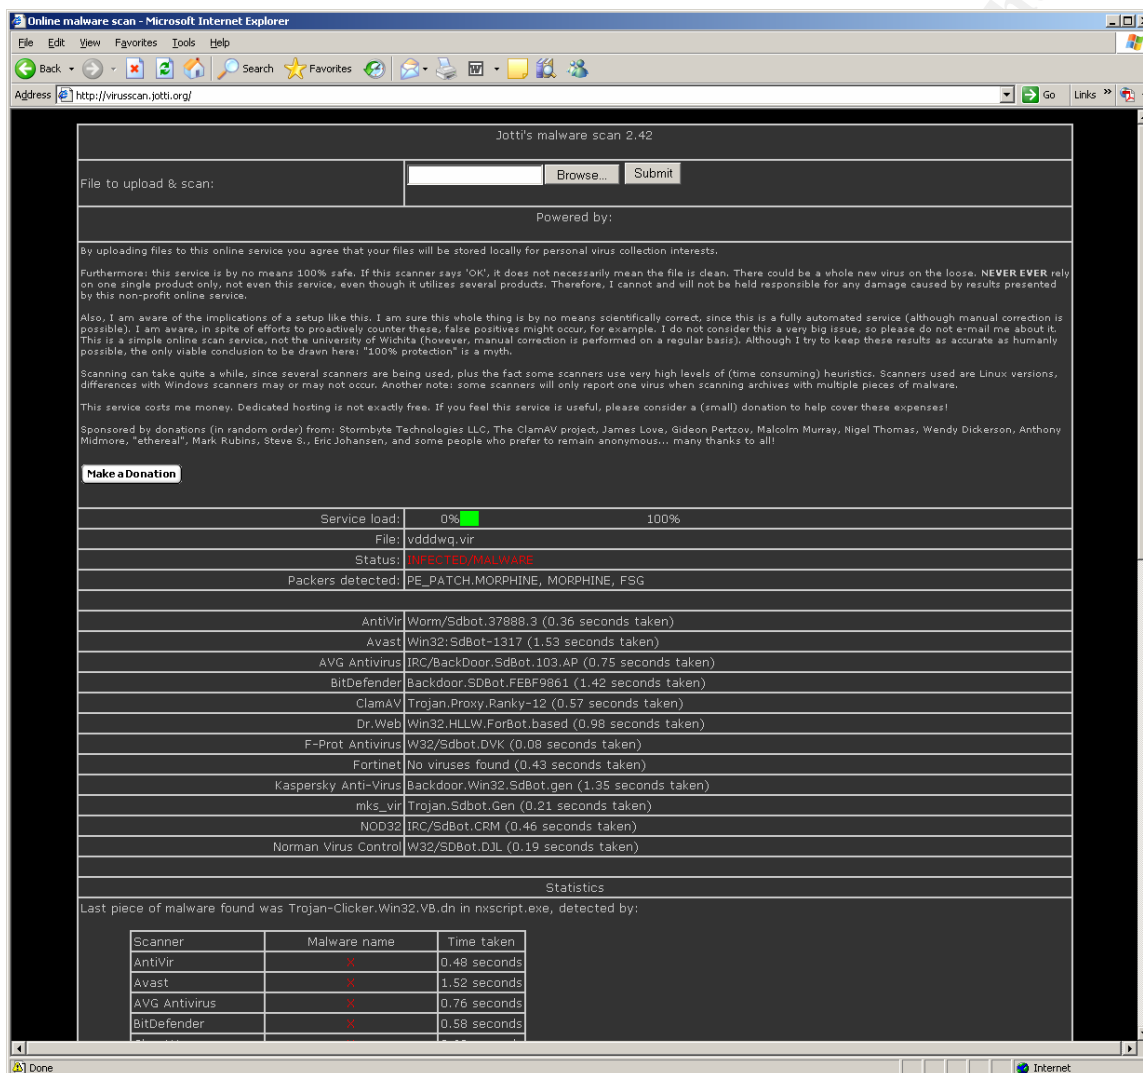 Online malware scan - Microsoft Internet Explorer
File Edit View Favorites Tools Help
Back Search Favorites
Address http://virusscan.jotti.org/ Go Links »
Jotti's malware scan 2.42
File to upload & scan: Browse... Submit
Powered by:
By uploading files to this online service you agree that your files will be stored locally for personal virus collection interests.
Furthermore: this service is by no means 100% safe. If this scanner says 'OK', it does not necessarily mean the file is clean. There could be a whole new virus on the loose. NEVER EVER rely
on one single product only, not even this service, even though it utilizes several products. Therefore, I cannot and will not be held responsible for any damage caused by results presented
by this non-profit online service.
Also, I am aware of the implications of a setup like this. I am sure this whole thing is by no means scientifically correct, since this is a fully automated service (although manual correction is
possible). I am aware, in spite of efforts to proactively counter these, false positives might occur, for example. I do not consider this a very big issue, so please do not e-mail me about it.
This is a simple online scan service, not the university of Wichita (however, manual correction is performed on a regular basis). Although I try to keep these results as accurate as humanly
possible, the only viable conclusion to be drawn here: "100% protection" is a myth.
Scanning can take quite a while, since several scanners are being used, plus the fact some scanners use very high levels of (time consuming) heuristics. Scanners used are Linux versions,
differences with Windows scanners may or may not occur. Another note: some scanners will only report one virus when scanning archives with multiple pieces of malware.
This service costs me money. Dedicated hosting is not exactly free. If you feel this service is useful, please consider a (small) donation to help cover these expenses!
Sponsored by donations (in random order) from: Stormbyte Technologies LLC, The ClamAV project, James Love, Gideon Pertzov, Malcolm Murray, Nigel Thomas, Wendy Dickerson, Anthony
Midmore, "ethereal", Mark Rubins, Steve S., Eric Johansen, and some people who prefer to remain anonymous... many thanks to all!
Make a Donation
Service load: 0% 100%
File: vdddwq.vir
Status: INFECTED/MALWARE
Packers detected: PE_PATCH.MORPHINE, MORPHINE, FSG
AntiVir Worm/Sdbot.37888.3 (0.36 seconds taken)
Avast Win32:SdBot-1317 (1.53 seconds taken)
AVG Antivirus IRC/BackDoor.SdBot.103.AP (0.75 seconds taken)
BitDefender Backdoor.SDBot.FEBF9861 (1.42 seconds taken)
ClamAV Trojan.Proxy.Ranky-12 (0.57 seconds taken)
Dr.Web Win32.HLLW.ForBot.based (0.98 seconds taken)
F-Prot Antivirus W32/Sdbot.DVK (0.08 seconds taken)
Fortinet No viruses found (0.43 seconds taken)
Kaspersky Anti-Virus Backdoor.Win32.SdBot.gen (1.35 seconds taken)
mks_vir Trojan.Sdbot.Gen (0.21 seconds taken)
NOD32 IRC/SdBot.CRM (0.46 seconds taken)
Norman Virus Control W32/SDBot.DJL (0.19 seconds taken)
Statistics
Last piece of malware found was Trojan-Clicker.Win32.VB.dn in nxscript.exe, detected by:
Scanner Malware name Time taken
AntiVir X 0.48 seconds
Avast X 1.52 seconds
AVG Antivirus X 0.76 seconds
BitDefender X 0.58 seconds
Done Internet